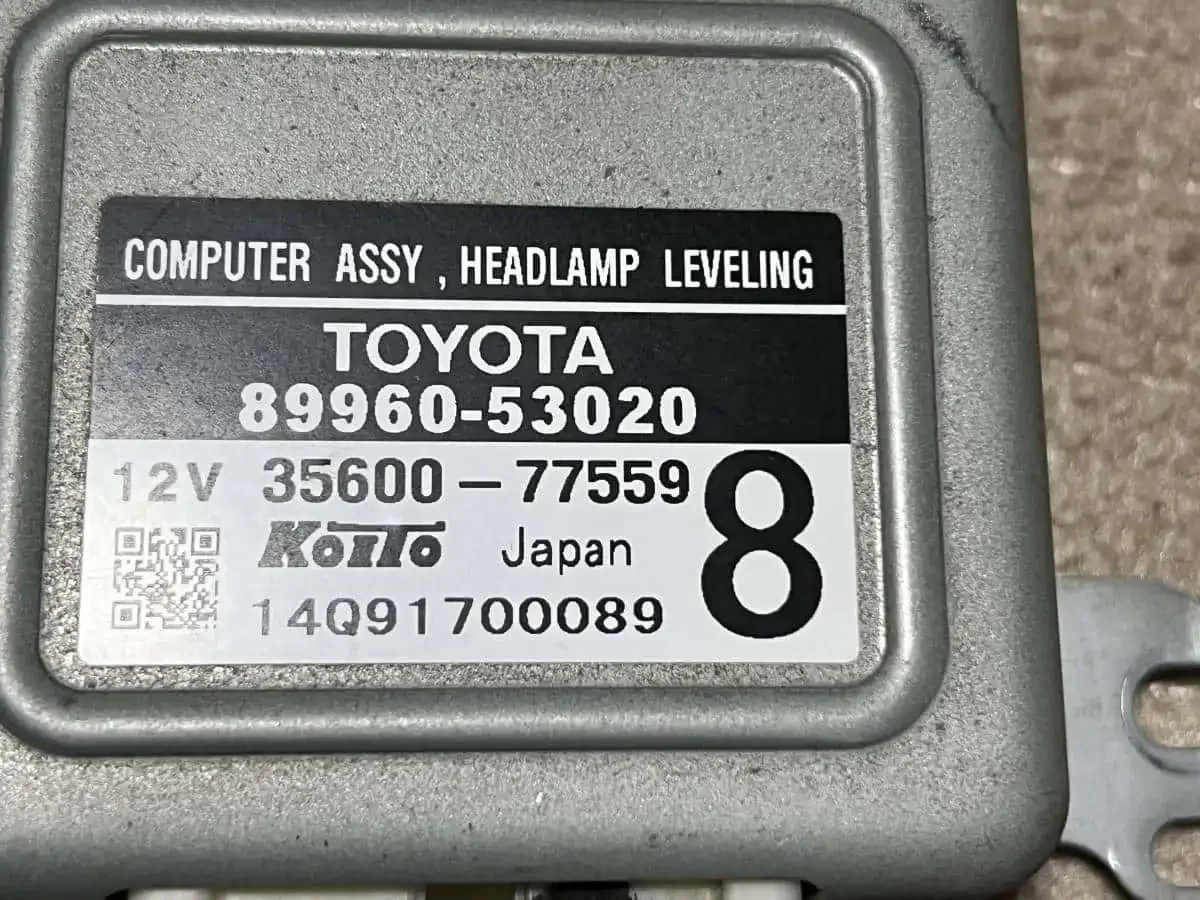 COMPUTER ASSY , HEADLAMP LEVELING
TOYOTA
89960-53020
12V 35600-77559
8
KoITo Japan
14Q91700089